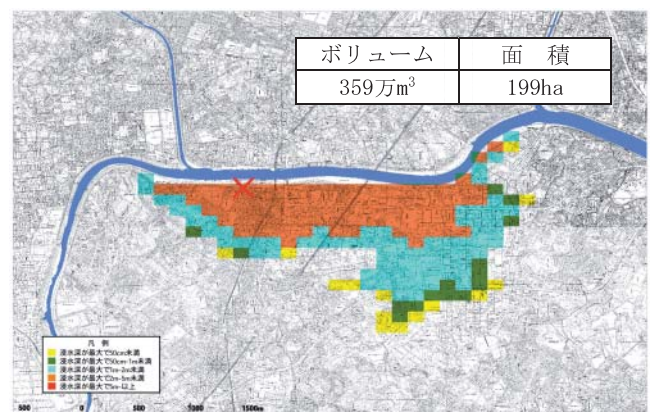 ボリューム 面 積
359万m³ 199ha
凡 例
浸水深が最大で50cm未満
浸水深が最大で50cm-1m未満
浸水深が最大で1m-2m未満
浸水深が最大で2m-5m未満
浸水深が最大で5m-以上
500 0 500 1000 1500m